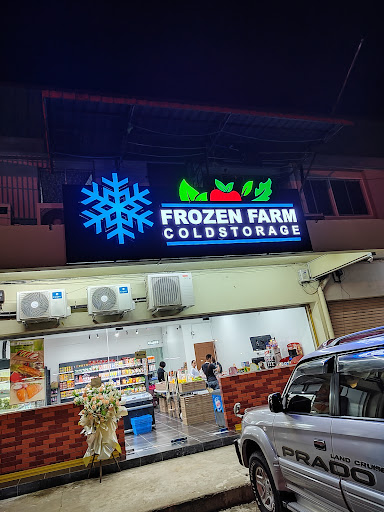 FROZEN FARM
COLDSTORAGE
LAND CRUISER
PRADO